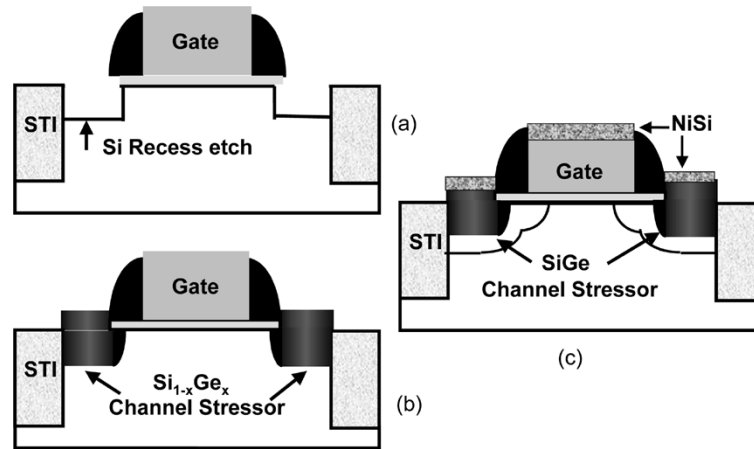 Gate
STI
Si Recess etch
(a)
Gate
STI
Si₁₋ₓGeₓ
Channel Stressor
(b)
NiSi
Gate
STI
SiGe
Channel Stressor
(c)